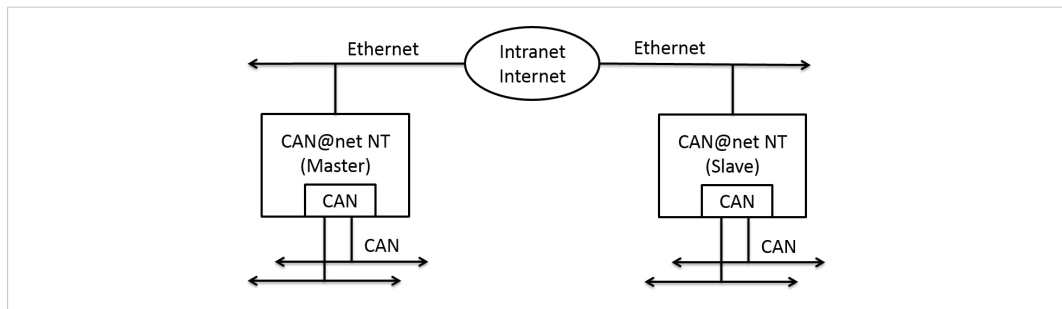 Ethernet
Intranet
Internet
Ethernet
CAN@net NT
(Master)
CAN
CAN
CAN@net NT
(Slave)
CAN
CAN